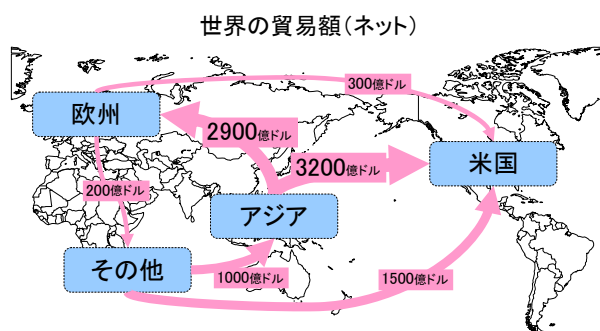 世界の貿易額（ネット）
300億ドル
欧州
2900億ドル
3200億ドル
米国
200億ドル
アジア
その他
1000億ドル
1500億ドル